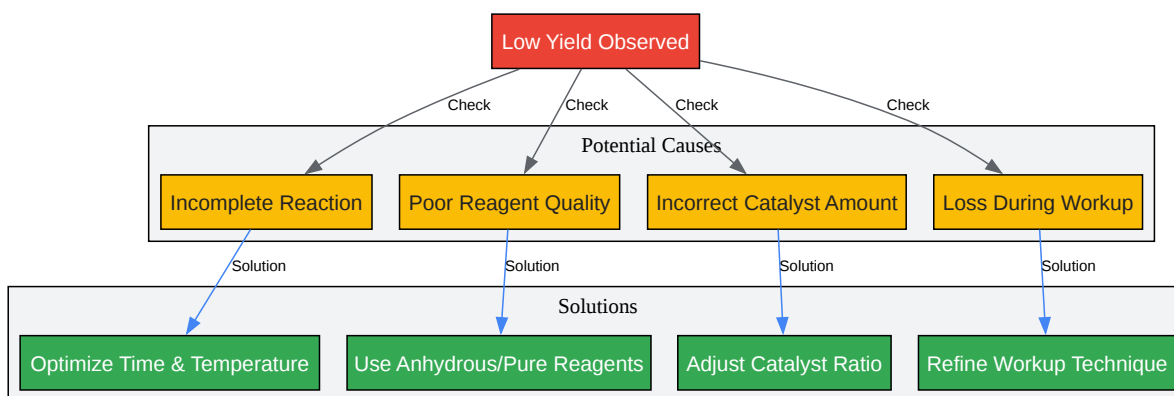 Low Yield Observed
Check
Check
Check
Check
Potential Causes
Incomplete Reaction
Poor Reagent Quality
Incorrect Catalyst Amount
Loss During Workup
Solution
Solution
Solution
Solution
Solutions
Optimize Time & Temperature
Use Anhydrous/Pure Reagents
Adjust Catalyst Ratio
Refine Workup Technique